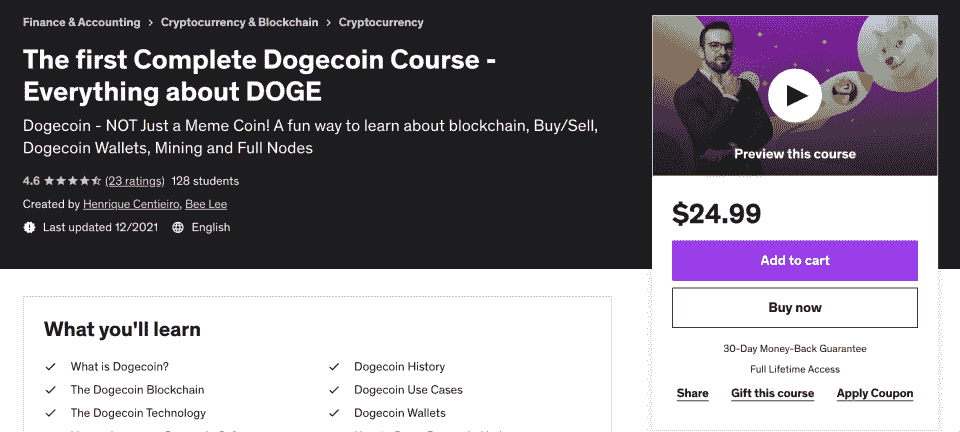 Finance & Accounting > Cryptocurrency & Blockchain > Cryptocurrency
The first Complete Dogecoin Course -
Everything about DOGE
Dogecoin - NOT Just a Meme Coin! A fun way to learn about blockchain, Buy/Sell,
Dogecoin Wallets, Mining and Full Nodes
4.6 (23 ratings) 128 students
Created by Henrique Centieiro, Bee Lee
Last updated 12/2021 English
Preview this course
$24.99
Add to cart
Buy now
30-Day Money-Back Guarantee
Full Lifetime Access
Share Gift this course Apply Coupon
What you'll learn
What is Dogecoin?
Dogecoin History
The Dogecoin Blockchain
Dogecoin Use Cases
The Dogecoin Technology
Dogecoin Wallets